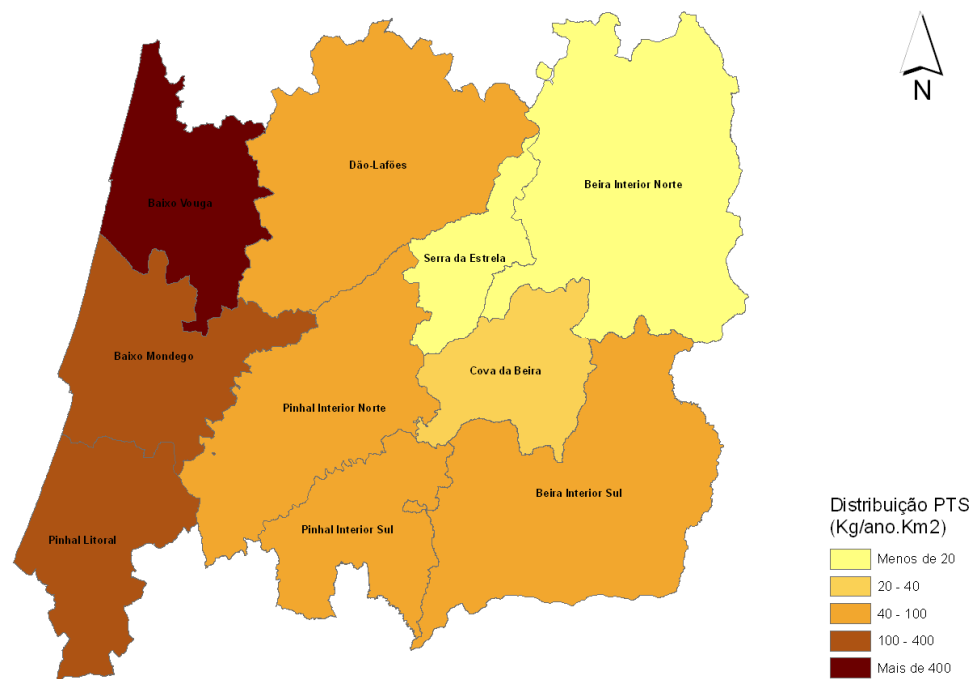 N
Dão-Lafões
Beira Interior Norte
Baixo Vouga
Serra da Estrela
Baixo Mondego
Cova da Beira
Pinhal Interior Norte
Beira Interior Sul
Pinhal Interior Sul
Pinhal Litoral
Distribuição PTS
(Kg/ano.Km2)
Menos de 20
20 - 40
40 - 100
100 - 400
Mais de 400